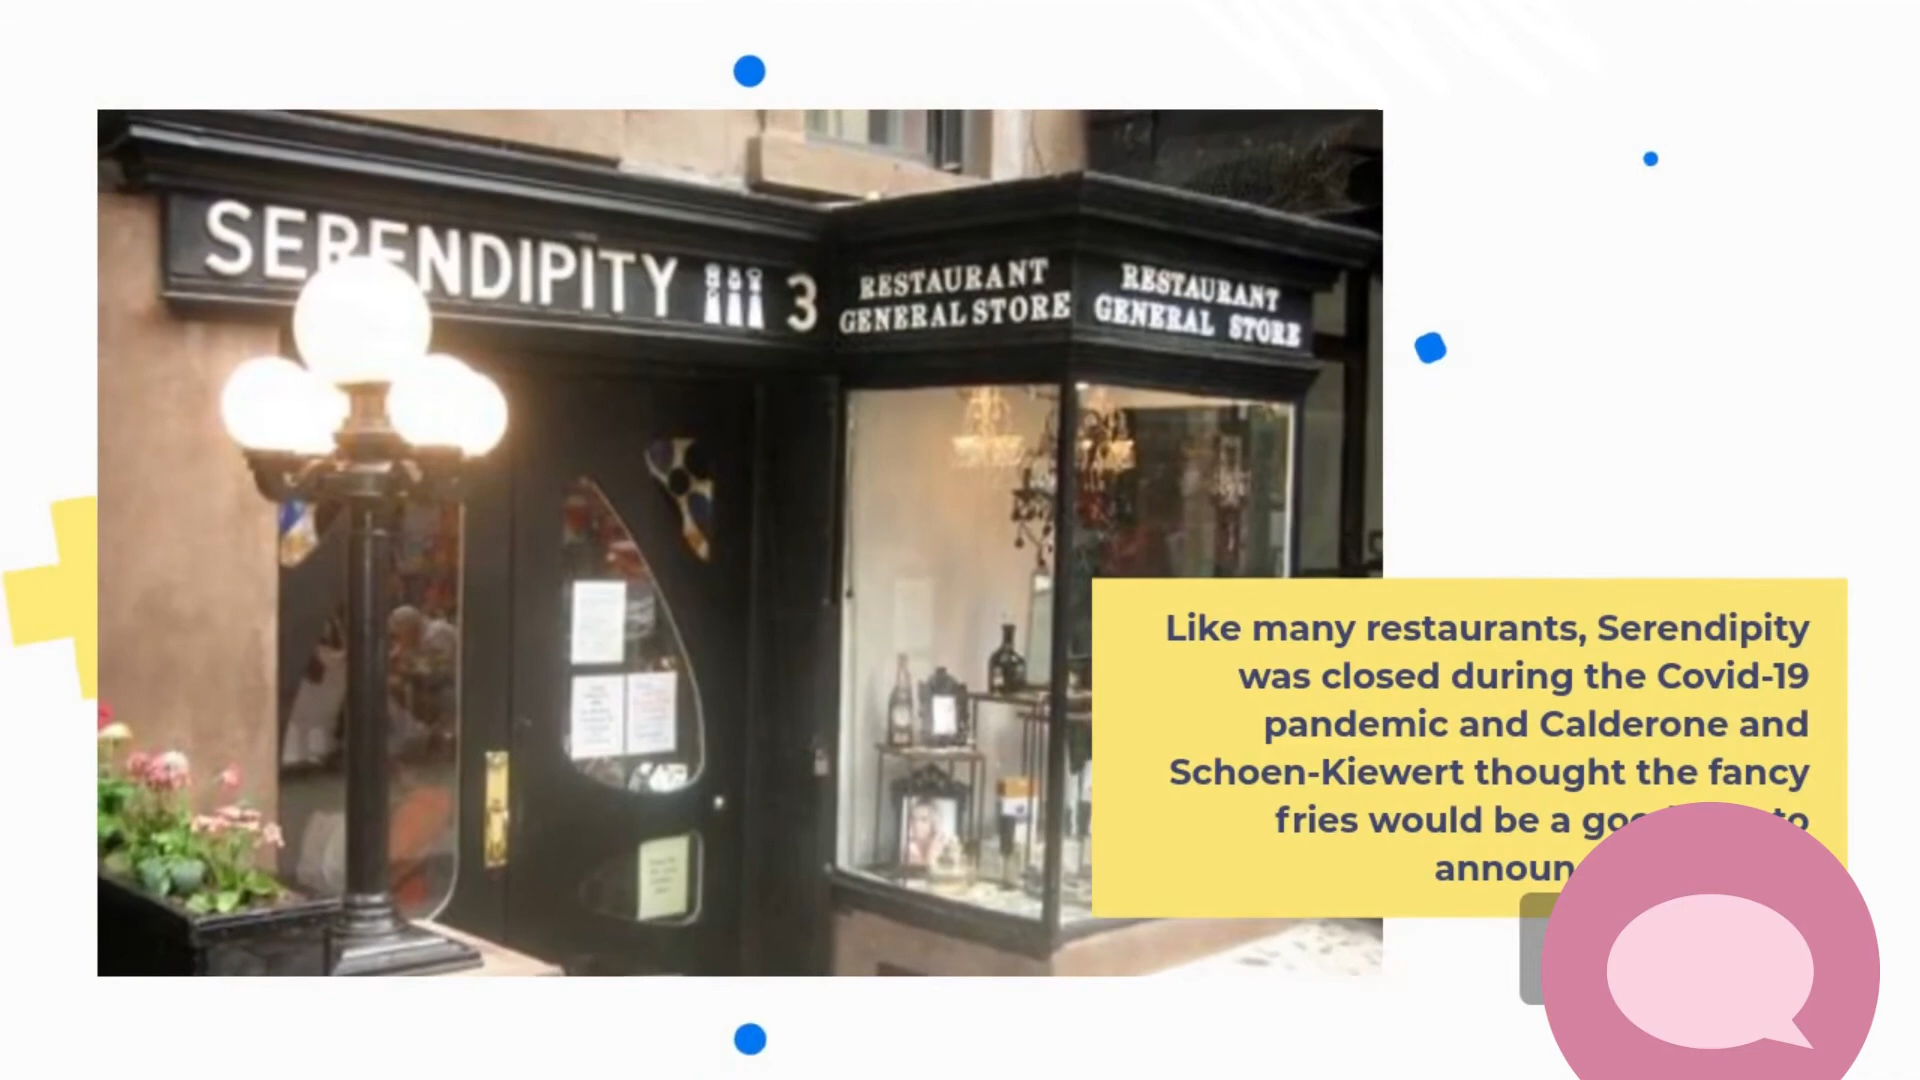 SERENDIPITY 3
RESTAURANT
GENERAL STORE
RESTAURANT
GENERAL STORE
Like many restaurants, Serendipity
was closed during the Covid-19
pandemic and Calderone and
Schoen-Kiewert thought the fancy
fries would be a to